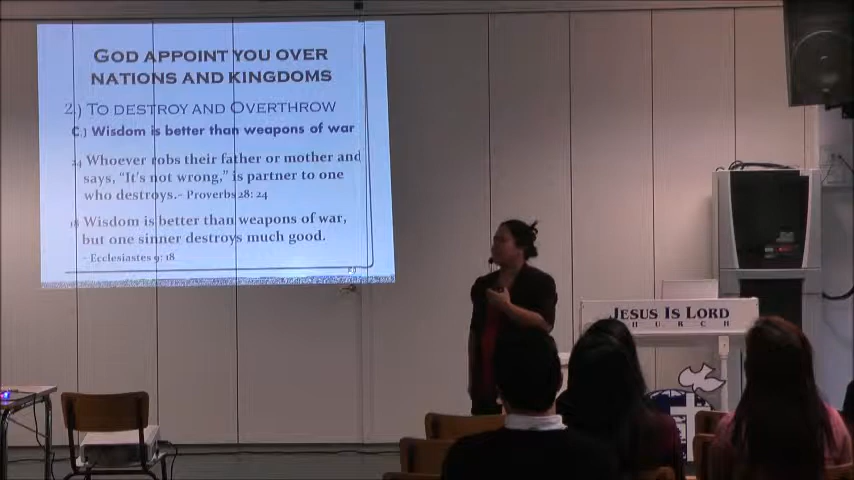 GOD APPOINT YOU OVER
NATIONS AND KINGDOMS
2.) TO DESTROY AND OVERTHROW
C.) Wisdom is better than weapons of war
24 Whoever robs their father or mother and
says, "It's not wrong," is partner to one
who destroys.- Proverbs 28: 24
18 Wisdom is better than weapons of war,
but one sinner destroys much good.
- Ecclesiastes 9: 18
JESUS IS LORD
CHURCH